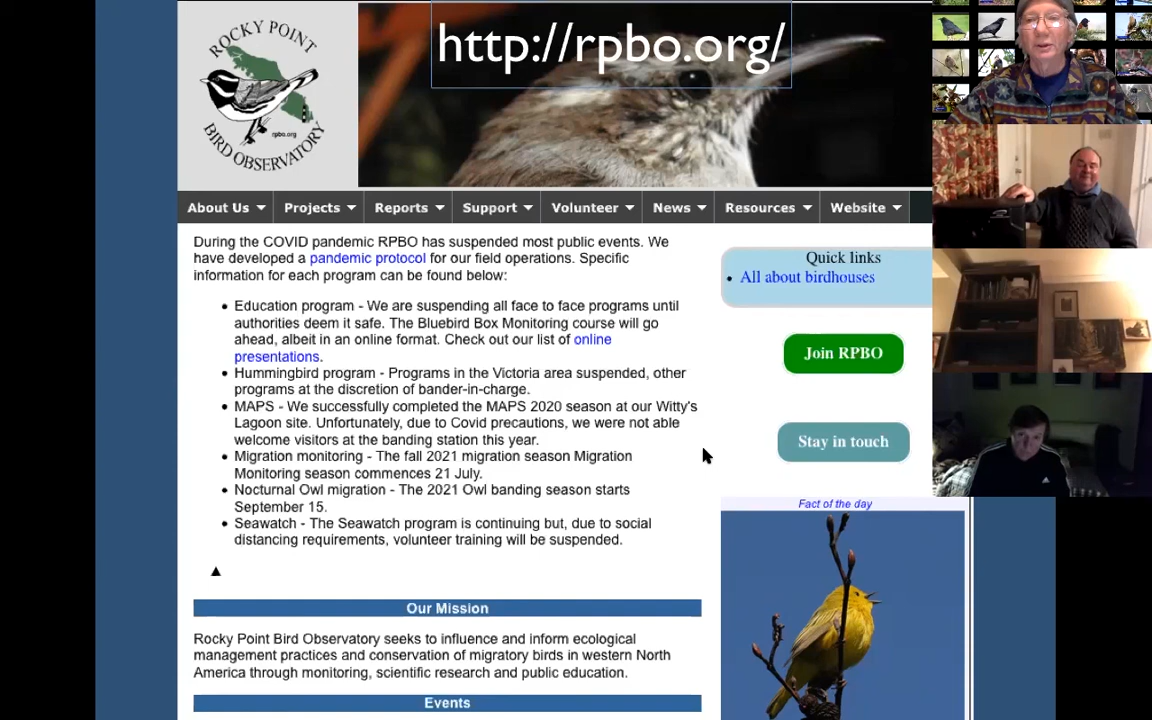 http://rpbo.org/
ROCKY POINT
rpbo.org
BIRD OBSERVATORY
About Us Projects Reports Support Volunteer News Resources Website
During the COVID pandemic RPBO has suspended most public events. We
have developed a pandemic protocol for our field operations. Specific
information for each program can be found below:
Education program - We are suspending all face to face programs until
authorities deem it safe. The Bluebird Box Monitoring course will go
ahead, albeit in an online format. Check out our list of online
presentations.
Hummingbird program - Programs in the Victoria area suspended, other
programs at the discretion of bander-in-charge.
MAPS - We successfully completed the MAPS 2020 season at our Witty's
Lagoon site. Unfortunately, due to Covid precautions, we were not able
welcome visitors at the banding station this year.
Migration monitoring - The fall 2021 migration season Migration
Monitoring season commences 21 July.
Nocturnal Owl migration - The 2021 Owl banding season starts
September 15.
Seawatch - The Seawatch program is continuing but, due to social
distancing requirements, volunteer training will be suspended.
Our Mission
Rocky Point Bird Observatory seeks to influence and inform ecological
management practices and conservation of migratory birds in western North
America through monitoring, scientific research and public education.
Events
Quick links
All about birdhouses
Join RPBO
Stay in touch
Fact of the day